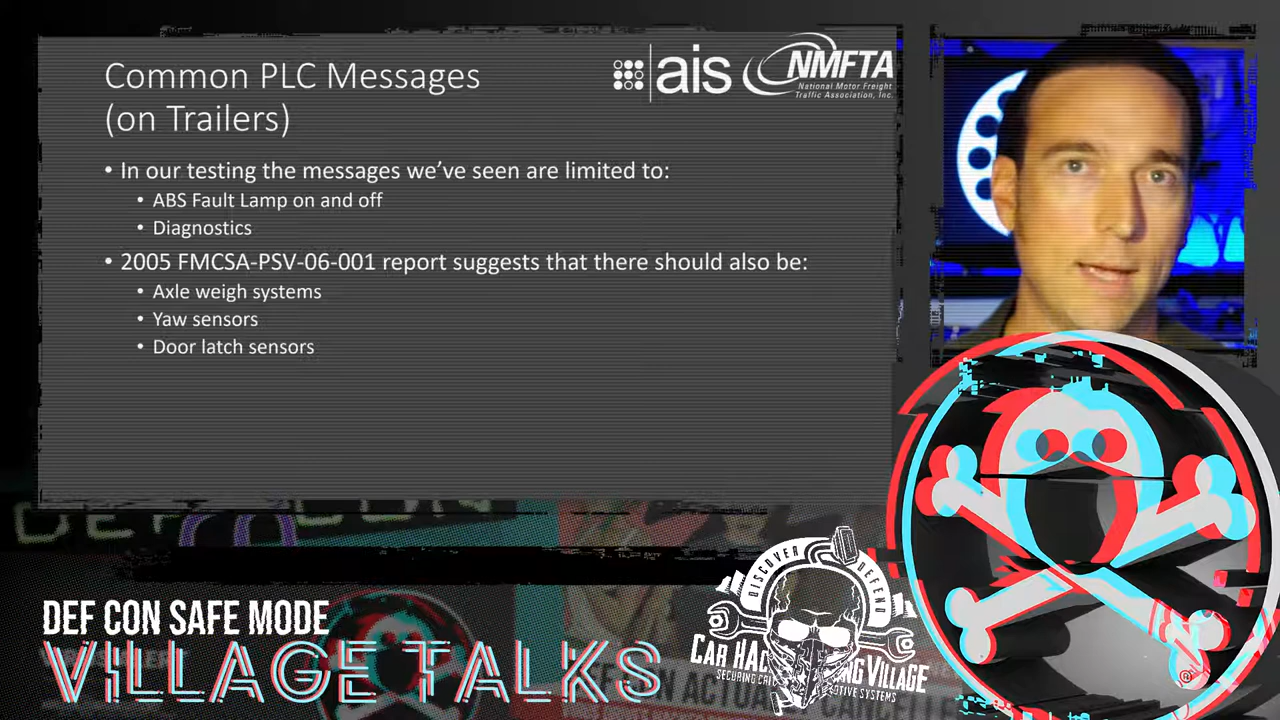 Common PLC Messages
(on Trailers)
ais
NMFTA
National Motor Freight
Traffic Association, Inc.
• In our testing the messages we've seen are limited to:
• ABS Fault Lamp on and off
• Diagnostics
• 2005 FMCSA-PSV-06-001 report suggests that there should also be:
• Axle weigh systems
• Yaw sensors
• Door latch sensors
DEF CON
DISCOVER
DEFEND
DEF CON SAFE MODE
VILLAGE TALKS
VILLAGE
®